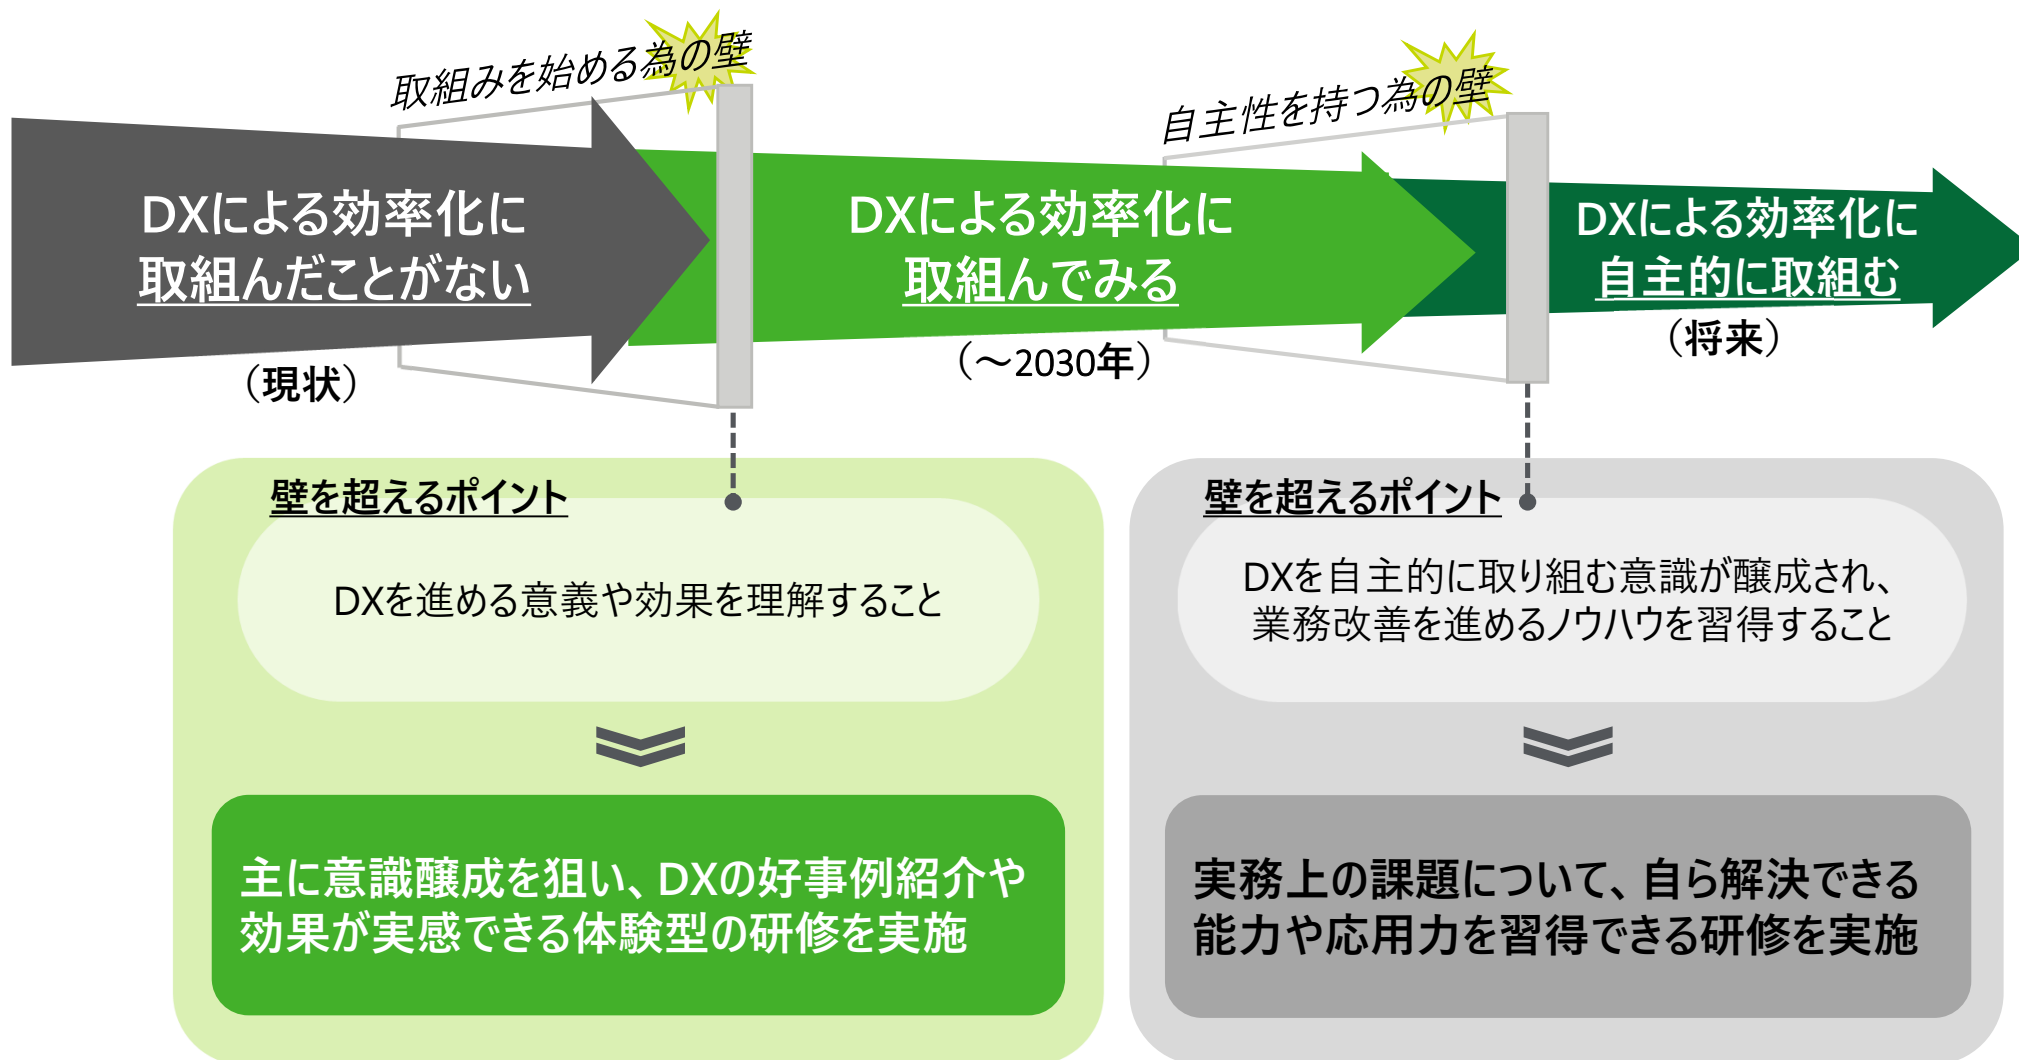 取組みを始める為の壁
自主性を持つ為の壁
DXによる効率化に
取組んだことがない
（現状）
DXによる効率化に
取組んでみる
（～2030年）
DXによる効率化に
自主的に取組む
（将来）
壁を超えるポイント
DXを進める意義や効果を理解すること
主に意識醸成を狙い、DXの好事例紹介や
効果が実感できる体験型の研修を実施
壁を超えるポイント
DXを自主的に取り組む意識が醸成され、
業務改善を進めるノウハウを習得すること
実務上の課題について、自ら解決できる
能力や応用力を習得できる研修を実施